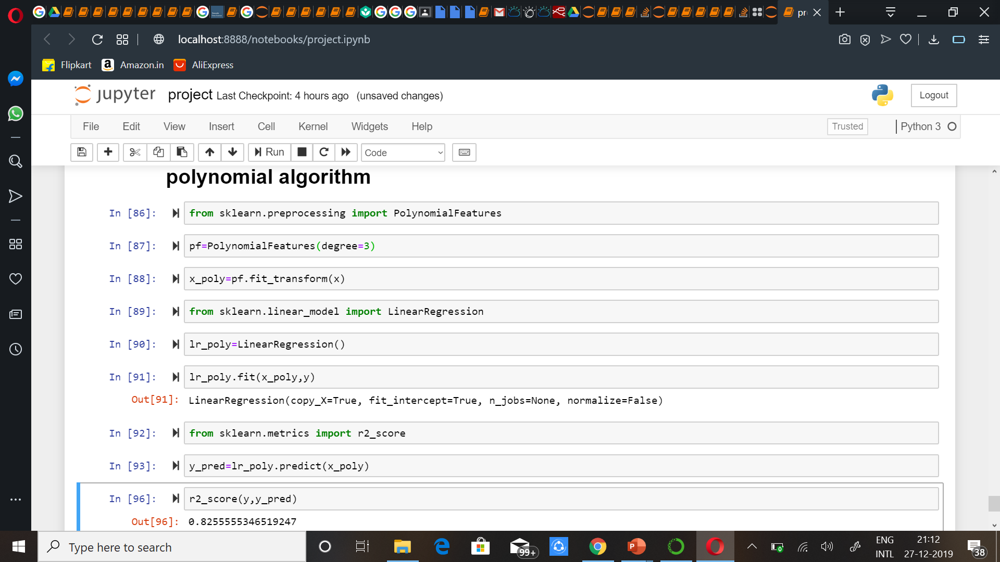 pr
localhost:8888/notebooks/project.ipynb
Flipkart Amazon.in AliExpress
jupyter project Last Checkpoint: 4 hours ago (unsaved changes) Logout
File Edit View Insert Cell Kernel Widgets Help Trusted Python 3
Run Code
polynomial algorithm
In [86]: from sklearn.preprocessing import PolynomialFeatures
In [87]: pf=PolynomialFeatures(degree=3)
In [88]: x_poly=pf.fit_transform(x)
In [89]: from sklearn.linear_model import LinearRegression
In [90]: lr_poly=LinearRegression()
In [91]: lr_poly.fit(x_poly,y)
Out[91]: LinearRegression(copy_X=True, fit_intercept=True, n_jobs=None, normalize=False)
In [92]: from sklearn.metrics import r2_score
In [93]: y_pred=lr_poly.predict(x_poly)
In [96]: r2_score(y,y_pred)
Out[96]: 0.8255555346519247
Type here to search 99+ ENG 21:12
INTL 27-12-2019 38